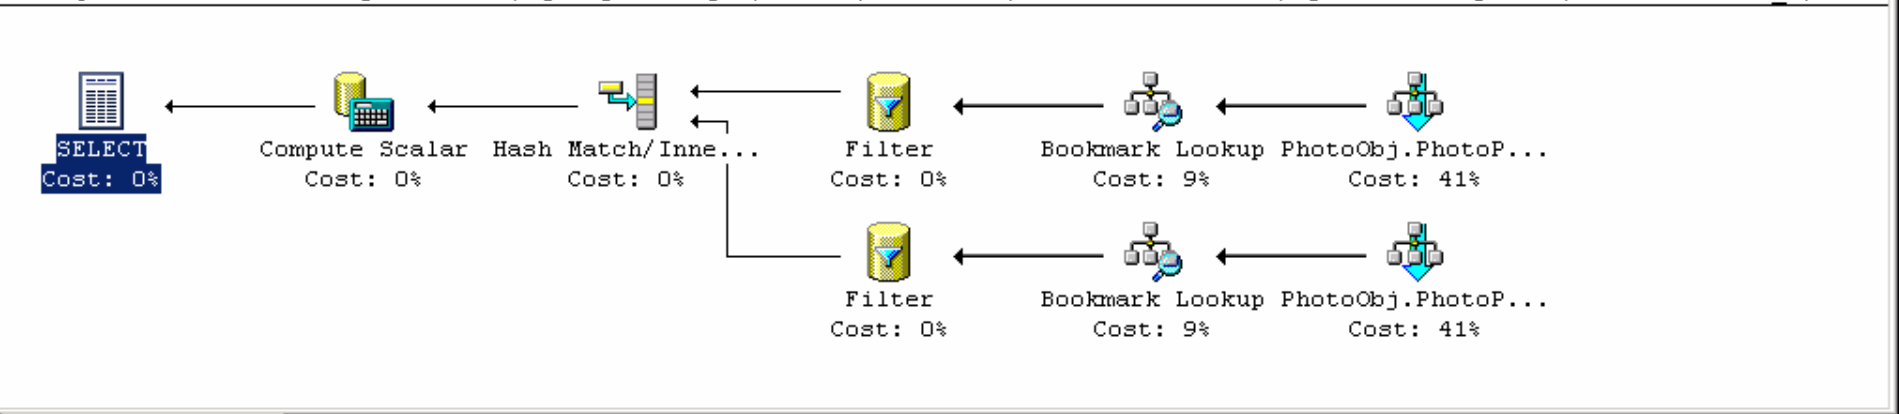 SELECT
Cost: 0%
Compute Scalar
Cost: 0%
Hash Match/Inne...
Cost: 0%
Filter
Cost: 0%
Bookmark Lookup
Cost: 9%
PhotoObj.PhotoP...
Cost: 41%
Filter
Cost: 0%
Bookmark Lookup
Cost: 9%
PhotoObj.PhotoP...
Cost: 41%